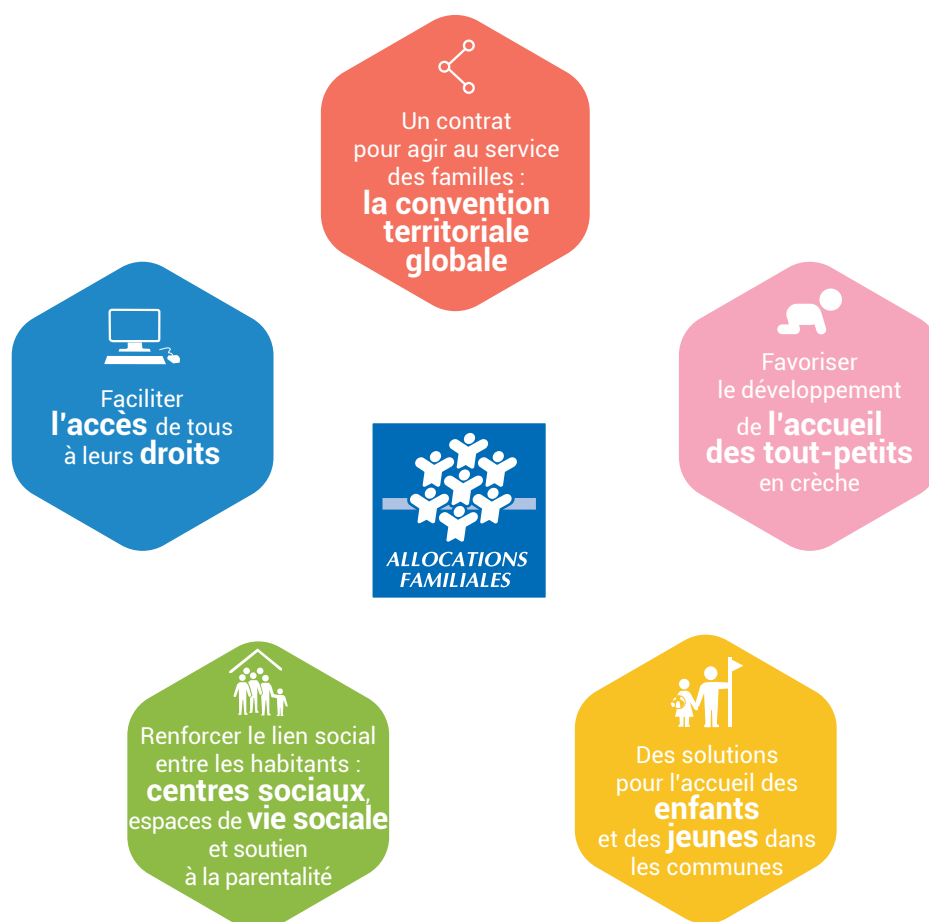 Un contrat
pour agir au service
des familles :
la convention
territoriale
globale
Faciliter
l'accès de tous
à leurs droits
Favoriser
le développement
de l'accueil
des tout-petits
en crèche
ALLOCATIONS
FAMILIALES
Renforcer le lien social
entre les habitants :
centres sociaux,
espaces de vie sociale
et soutien
à la parentalité
Des solutions
pour l'accueil des
enfants
et des jeunes dans
les communes